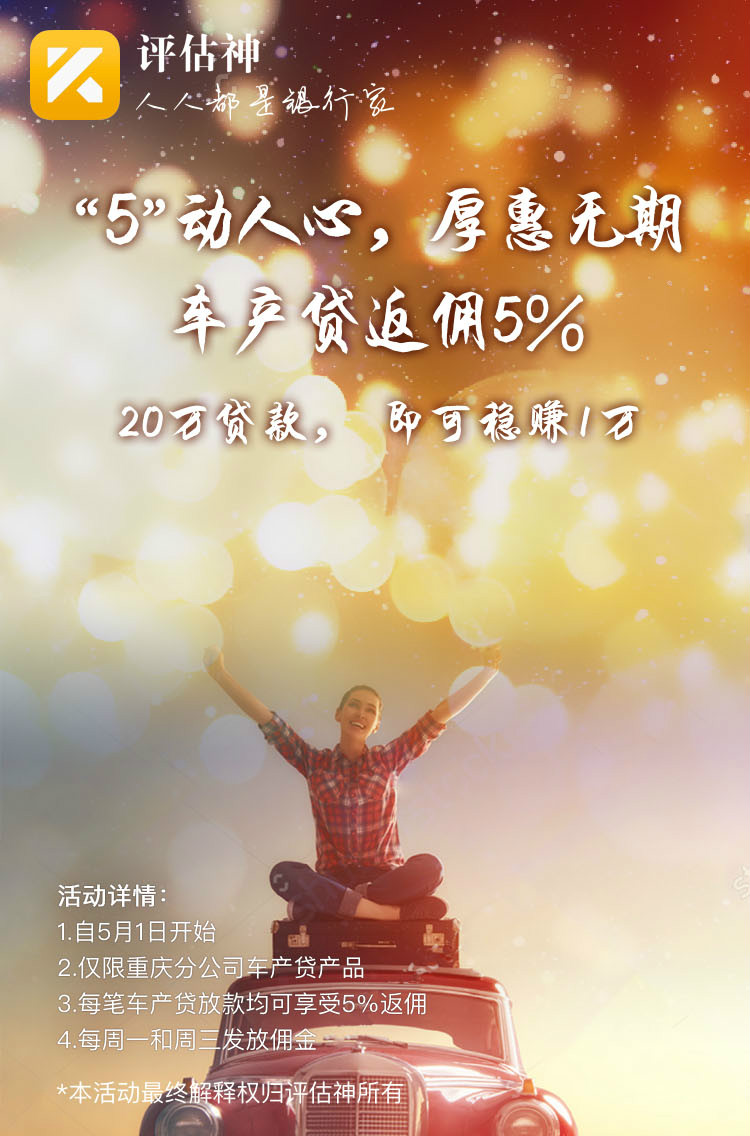 评估神
人人都是银行家
“5”动人心，厚惠无期
车产贷返佣5%
20万贷款， 即可稳赚1万
活动详情：
1.自5月1日开始
2.仅限重庆分公司车产贷产品
3.每笔车产贷放款均可享受5%返佣
4.每周一和周三发放佣金
*本活动最终解释权归评估神所有